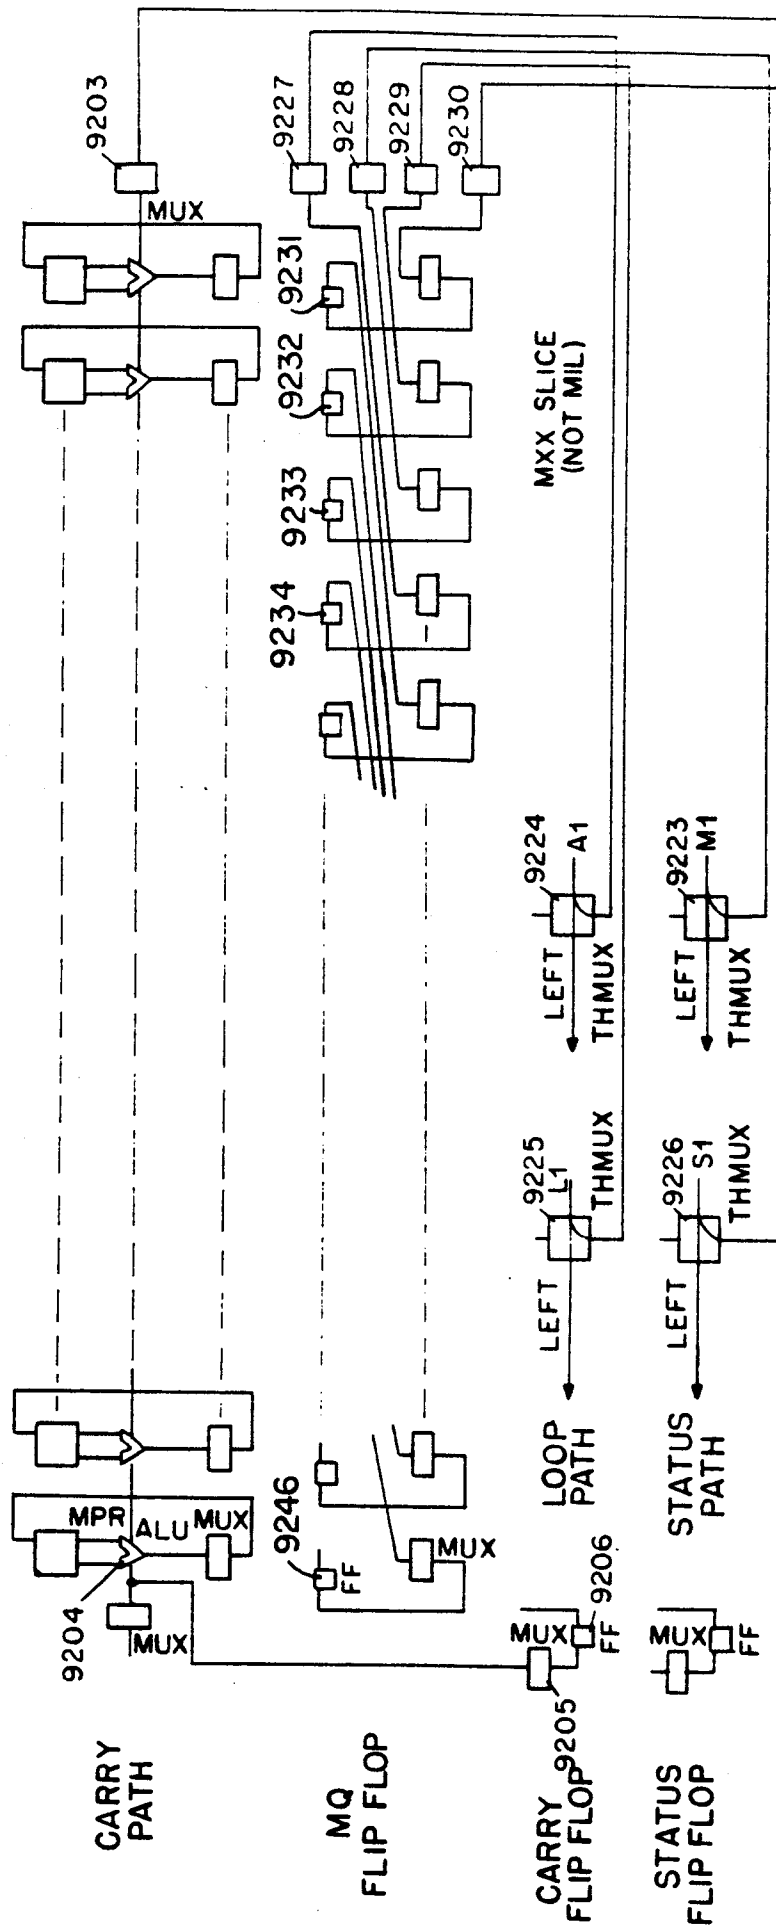 CARRY
PATH
9204
MUX
MPR
ALU
MUX
MUX
9203
MQ
FLIP FLOP
9246
FF
MUX
9234
9233
9232
9231
9227
9228
9229
9230
MXX SLICE
(NOT MIL)
CARRY
FLIP FLOP
9205
MUX
FF
9206
LOOP
PATH
LEFT
9225
L1
THMUX
LEFT
9224
A1
THMUX
STATUS
FLIP FLOP
MUX
FF
STATUS
PATH
LEFT
9226
S1
THMUX
LEFT
9223
M1
THMUX